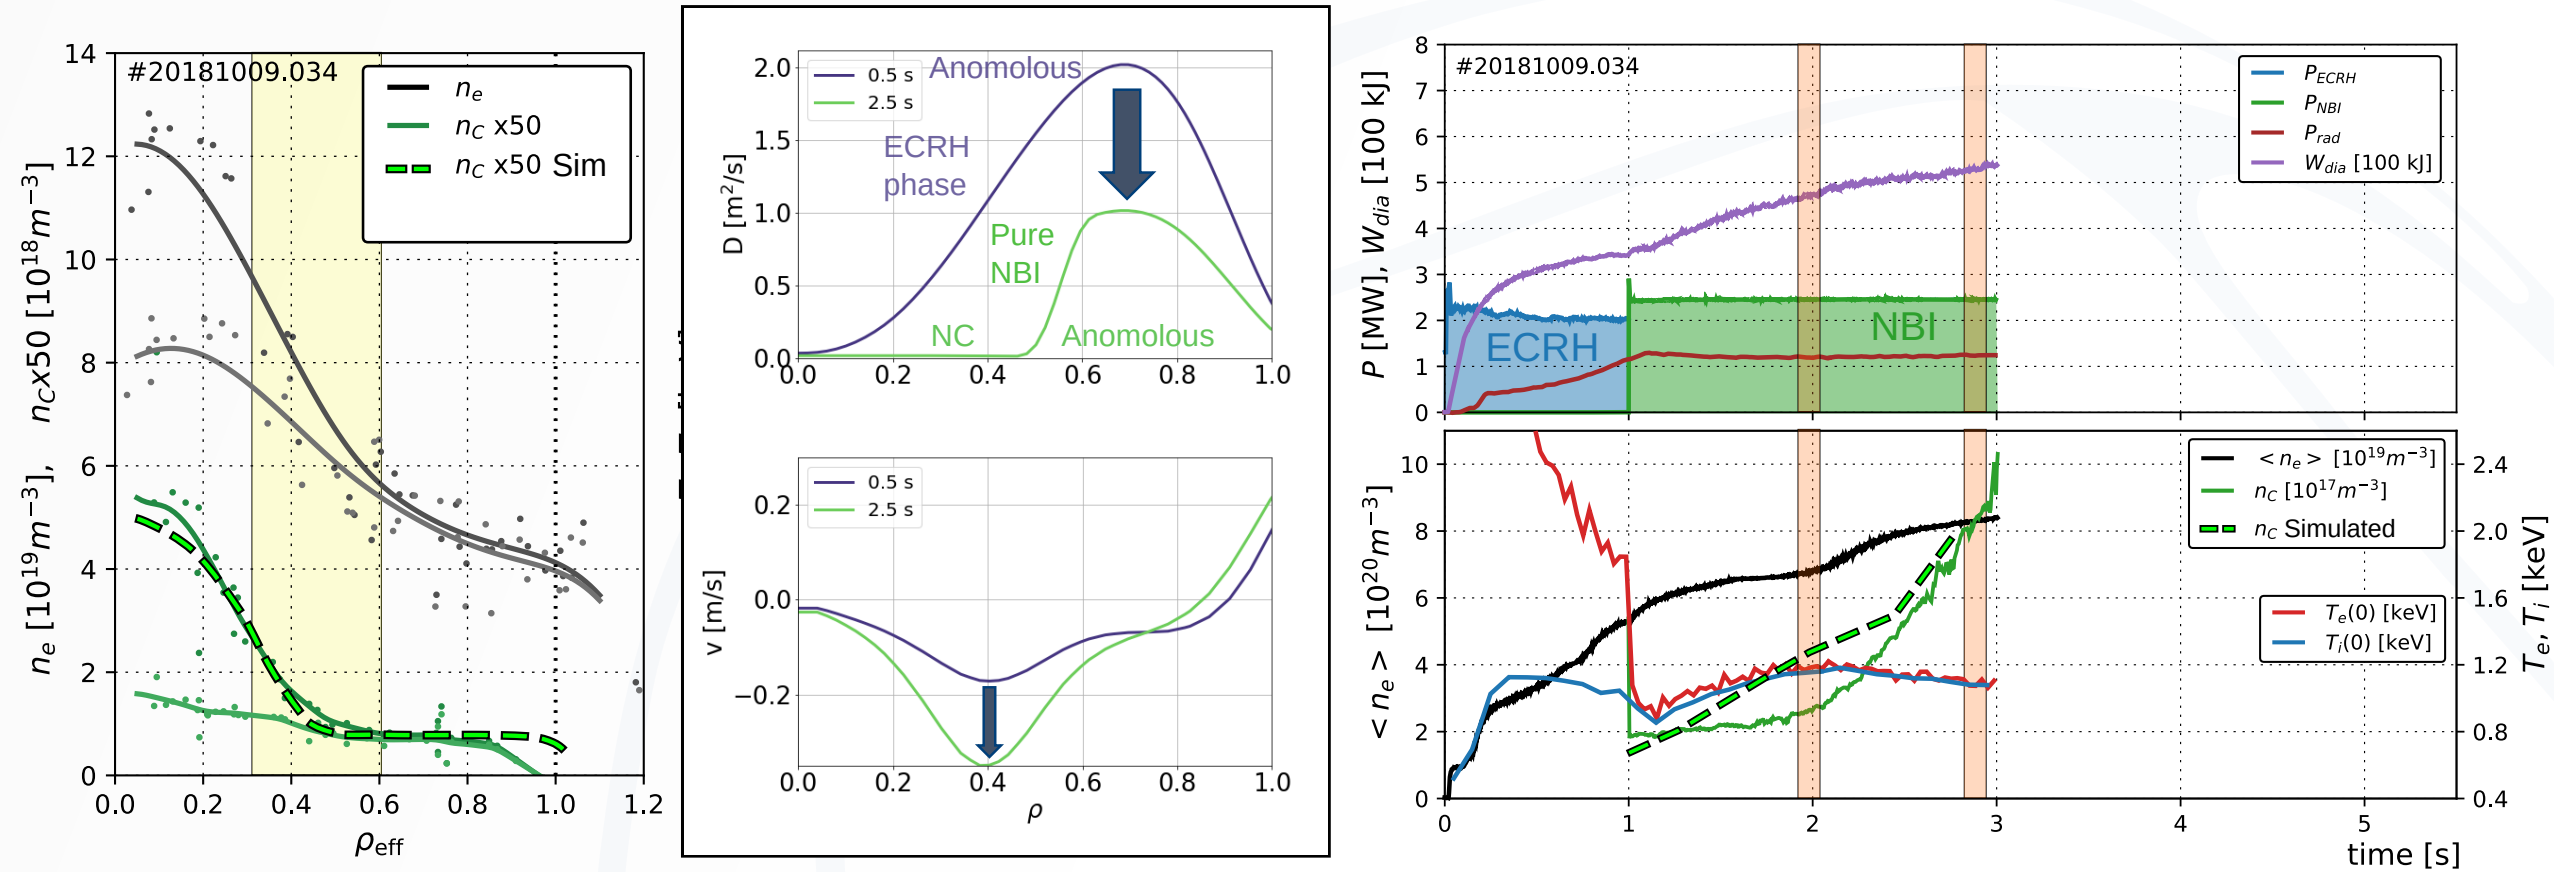 #20181009.034
n_e
n_C x50
n_C x50 Sim
14
12
10
8
6
4
2
0
0.0 0.2 0.4 0.6 0.8 1.0 1.2
n_e [10^19 m^−3], n_C x50 [10^18 m^−3]
ρ_eff
0.5 s
2.5 s
Anomolous
ECRH
phase
Pure
NBI
NC
Anomolous
2.0
1.5
1.0
0.5
0.0
0.0 0.2 0.4 0.6 0.8 1.0
D [m^2/s]
0.5 s
2.5 s
0.2
0.0
−0.2
0.0 0.2 0.4 0.6 0.8 1.0
v [m/s]
ρ
#20181009.034
P_ECRH
P_NBI
P_rad
W_dia [100 kJ]
ECRH
NBI
8
7
6
5
4
3
2
1
0
P [MW], W_dia [100 kJ]
<n_e> [10^19 m^−3]
n_C [10^17 m^−3]
n_C Simulated
T_e(0) [keV]
T_i(0) [keV]
10
8
6
4
2
0
<n_e> [10^20 m^−3]
2.4
2.0
1.6
1.2
0.8
0.4
T_e, T_i [keV]
0 1 2 3 4 5
time [s]